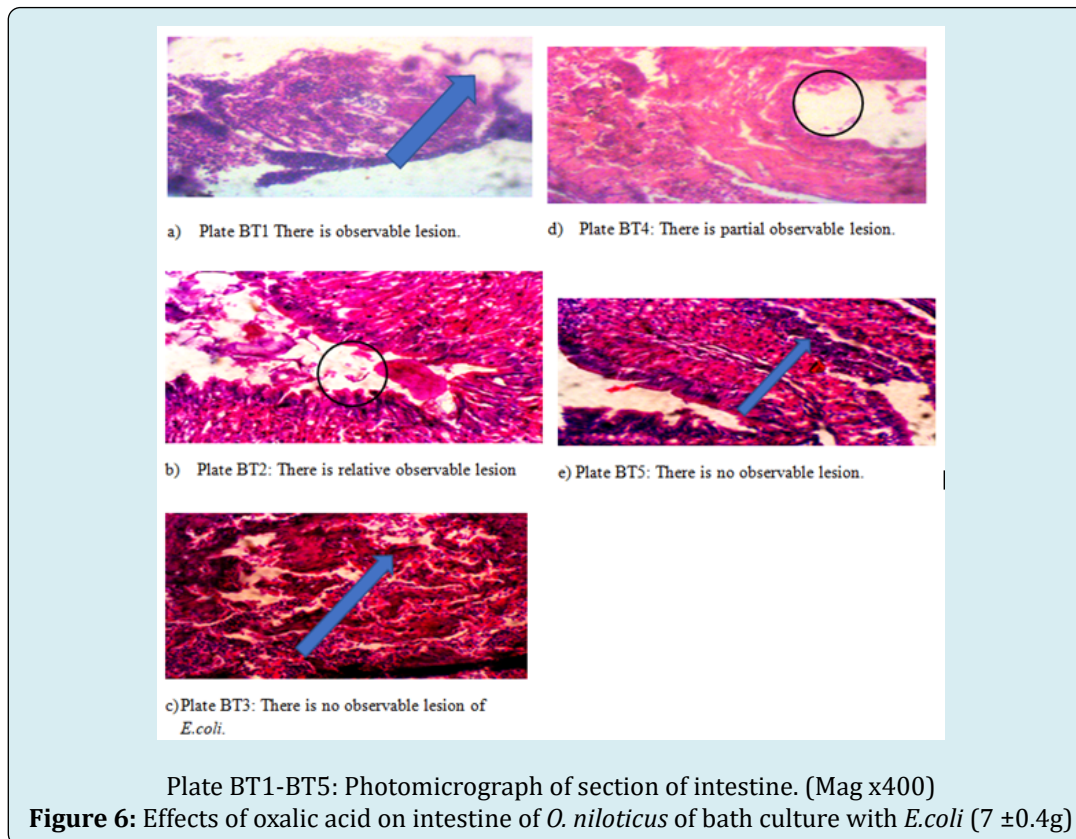 a) Plate BT1 There is observable lesion.
b) Plate BT2: There is relative observable lesion
c)Plate BT3: There is no observable lesion of
E.coli.
d) Plate BT4: There is partial observable lesion.
e) Plate BT5: There is no observable lesion.
Plate BT1-BT5: Photomicrograph of section of intestine. (Mag x400)
Figure 6: Effects of oxalic acid on intestine of O. niloticus of bath culture with E.coli (7 ±0.4g)